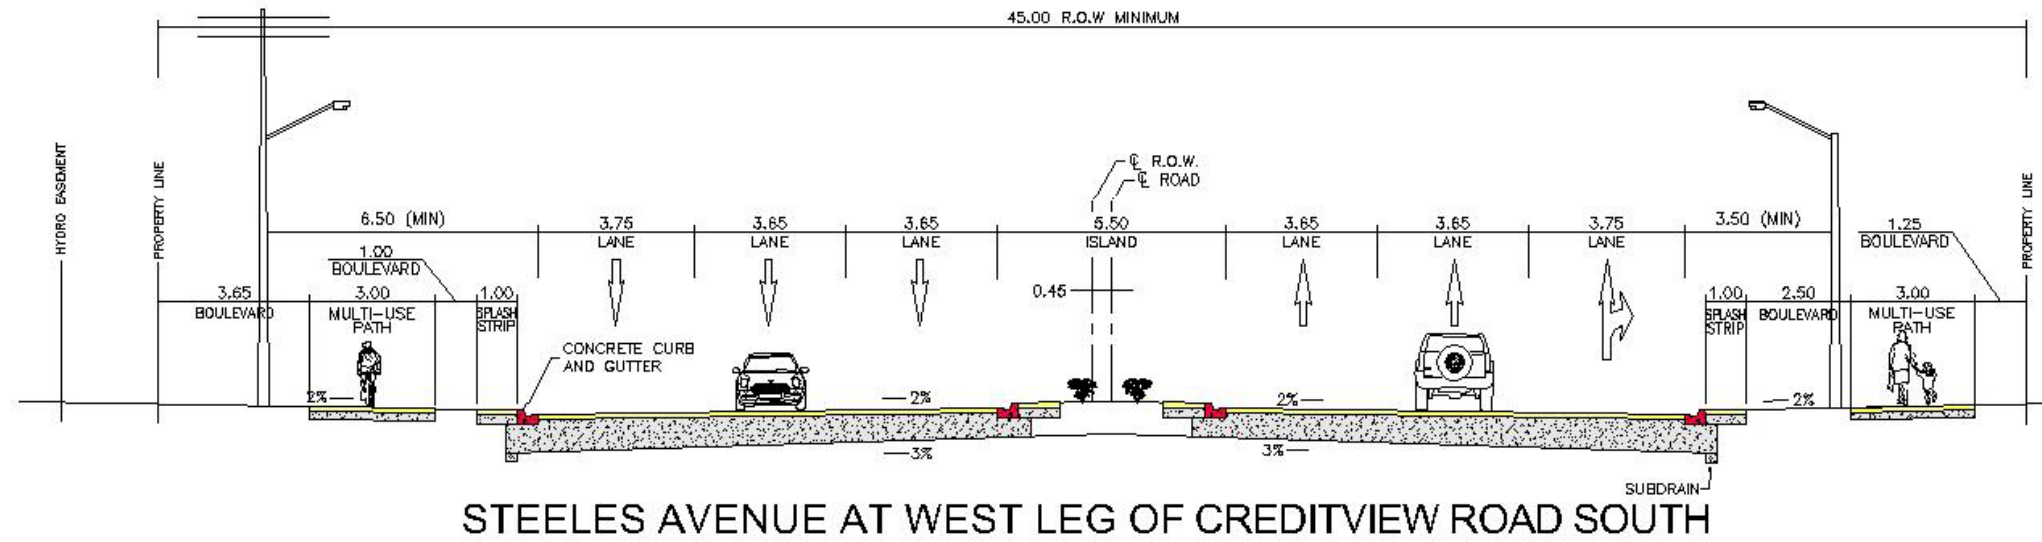 45.00 R.O.W MINIMUM
HYDRO EASEMENT
PROPERTY LINE
℄ R.O.W.
℄ ROAD
PROPERTY LINE
6.50 (MIN)
3.75
LANE
3.65
LANE
3.65
LANE
5.50
ISLAND
3.65
LANE
3.65
LANE
3.75
LANE
3.50 (MIN)
1.25
BOULEVARD
1.00
BOULEVARD
3.65
BOULEVARD
3.00
MULTI-USE
PATH
1.00
SPLASH
STRIP
0.45
1.00
SPLASH
STRIP
2.50
BOULEVARD
3.00
MULTI-USE
PATH
CONCRETE CURB
AND GUTTER
2%
2%
2%
2%
3%
3%
SUBDRAIN
STEELES AVENUE AT WEST LEG OF CREDITVIEW ROAD SOUTH